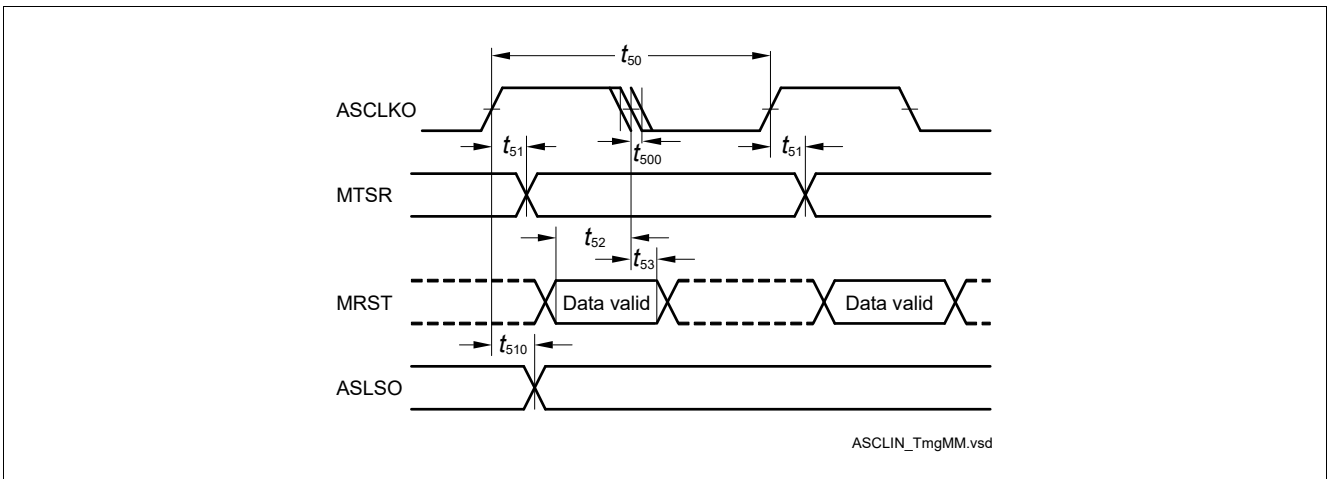 t50
ASCLKO
t51
t500
t51
MTSR
t52
t53
MRST
Data valid
Data valid
t510
ASLSO
ASCLIN_TmgMM.vsd